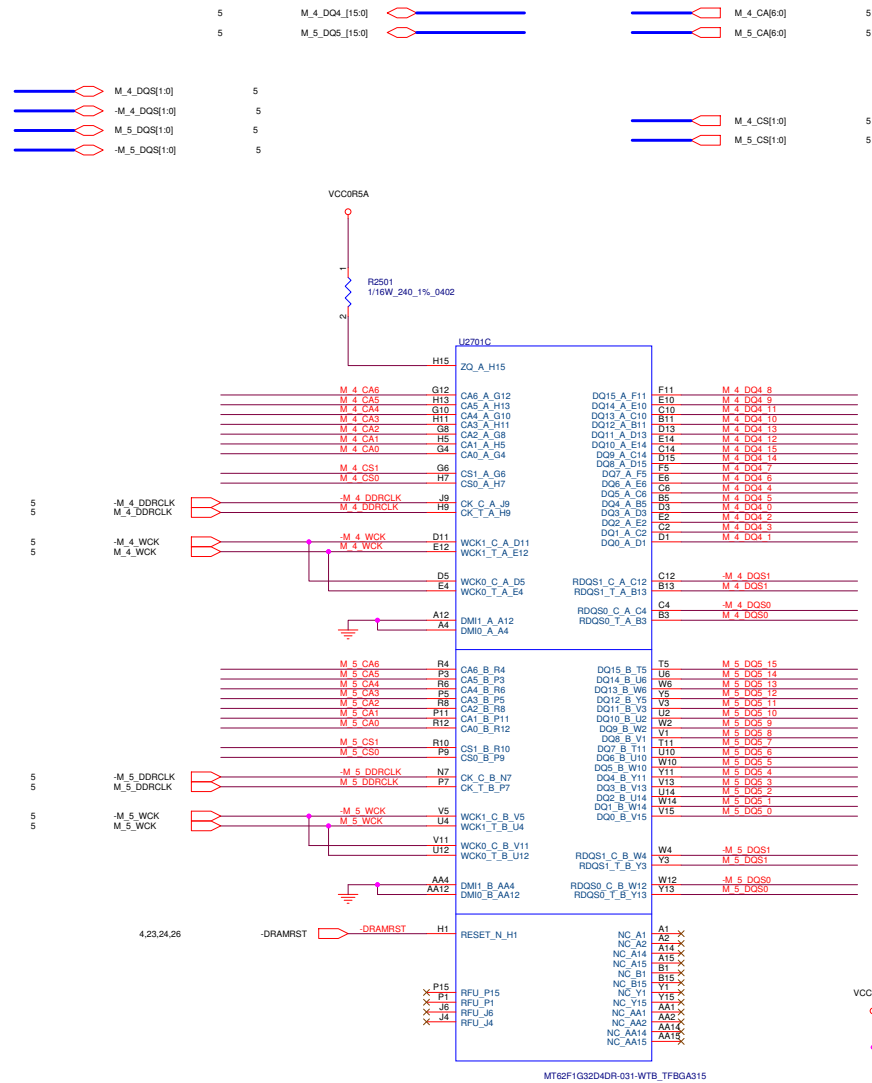 5 M_4_DQ4_[15:0] M_4_CA[6:0] 5
5 M_5_DQ5_[15:0] M_5_CA[6:0] 5
M_4_DQS[1:0] 5
-M_4_DQS[1:0] 5
M_5_DQS[1:0] 5
-M_5_DQS[1:0] 5
M_4_CS[1:0] 5
M_5_CS[1:0] 5
VCC0R5A
1
R2501
1/16W_240_1%_0402
2
U2701C
H15 ZQ_A_H15
M_4_CA6 G12 CA6_A_G12 DQ15_A_F11 F11 M_4_DQ4_8
M_4_CA5 H13 CA5_A_H13 DQ14_A_E10 E10 M_4_DQ4_9
M_4_CA4 G10 CA4_A_G10 DQ13_A_C10 C10 M_4_DQ4_11
M_4_CA3 H11 CA3_A_H11 DQ12_A_B11 B11 M_4_DQ4_10
M_4_CA2 G8 CA2_A_G8 DQ11_A_D13 D13 M_4_DQ4_13
M_4_CA1 H5 CA1_A_H5 DQ10_A_E14 E14 M_4_DQ4_12
M_4_CA0 G4 CA0_A_G4 DQ9_A_C14 C14 M_4_DQ4_15
DQ8_A_D15 D15 M_4_DQ4_14
M_4_CS1 G6 CS1_A_G6 DQ7_A_F5 F5 M_4_DQ4_7
M_4_CS0 H7 CS0_A_H7 DQ6_A_E6 E6 M_4_DQ4_6
DQ5_A_C6 C6 M_4_DQ4_4
5 -M_4_DDRCLK -M_4_DDRCLK J9 CK_C_A_J9 DQ4_A_B5 B5 M_4_DQ4_5
5 M_4_DDRCLK M_4_DDRCLK H9 CK_T_A_H9 DQ3_A_D3 D3 M_4_DQ4_0
DQ2_A_E2 E2 M_4_DQ4_2
DQ1_A_C2 C2 M_4_DQ4_3
5 -M_4_WCK -M_4_WCK D11 WCK1_C_A_D11 DQ0_A_D1 D1 M_4_DQ4_1
5 M_4_WCK M_4_WCK E12 WCK1_T_A_E12
D5 WCK0_C_A_D5 RDQS1_C_A_C12 C12 -M_4_DQS1
E4 WCK0_T_A_E4 RDQS1_T_A_B13 B13 M_4_DQS1
A12 DMI1_A_A12 RDQS0_C_A_C4 C4 -M_4_DQS0
A4 DMI0_A_A4 RDQS0_T_A_B3 B3 M_4_DQS0
M_5_CA6 R4 CA6_B_R4 DQ15_B_T5 T5 M_5_DQ5_15
M_5_CA5 P3 CA5_B_P3 DQ14_B_U6 U6 M_5_DQ5_14
M_5_CA4 R6 CA4_B_R6 DQ13_B_W6 W6 M_5_DQ5_13
M_5_CA3 P5 CA3_B_P5 DQ12_B_Y5 Y5 M_5_DQ5_12
M_5_CA2 R8 CA2_B_R8 DQ11_B_V3 V3 M_5_DQ5_11
M_5_CA1 P11 CA1_B_P11 DQ10_B_U2 U2 M_5_DQ5_10
M_5_CA0 R12 CA0_B_R12 DQ9_B_W2 W2 M_5_DQ5_9
DQ8_B_V1 V1 M_5_DQ5_8
M_5_CS1 R10 CS1_B_R10 DQ7_B_T11 T11 M_5_DQ5_7
M_5_CS0 P9 CS0_B_P9 DQ6_B_U10 U10 M_5_DQ5_6
DQ5_B_W10 W10 M_5_DQ5_5
5 -M_5_DDRCLK -M_5_DDRCLK N7 CK_C_B_N7 DQ4_B_Y11 Y11 M_5_DQ5_4
5 M_5_DDRCLK M_5_DDRCLK P7 CK_T_B_P7 DQ3_B_V13 V13 M_5_DQ5_3
DQ2_B_U14 U14 M_5_DQ5_2
DQ1_B_W14 W14 M_5_DQ5_1
5 -M_5_WCK -M_5_WCK V5 WCK1_C_B_V5 DQ0_B_V15 V15 M_5_DQ5_0
5 M_5_WCK M_5_WCK U4 WCK1_T_B_U4
V11 WCK0_C_B_V11
U12 WCK0_T_B_U12 RDQS1_C_B_W4 W4 -M_5_DQS1
RDQS1_T_B_Y3 Y3 M_5_DQS1
AA4 DMI1_B_AA4 RDQS0_C_B_W12 W12 -M_5_DQS0
AA12 DMI0_B_AA12 RDQS0_T_B_Y13 Y13 M_5_DQS0
4,23,24,26 -DRAMRST -DRAMRST H1 RESET_N_H1 NC_A1 A1
NC_A2 A2
NC_A14 A14
NC_A15 A15
NC_B1 B1
NC_B15 B15
P15 RFU_P15 NC_Y1 Y1
P1 RFU_P1 NC_Y15 Y15
J6 RFU_J6 NC_AA1 AA1
J4 RFU_J4 NC_AA2 AA2
NC_AA14 AA14
NC_AA15 AA15
VCC
MT62F1G32D4DR-031-WTB_TFBGA315